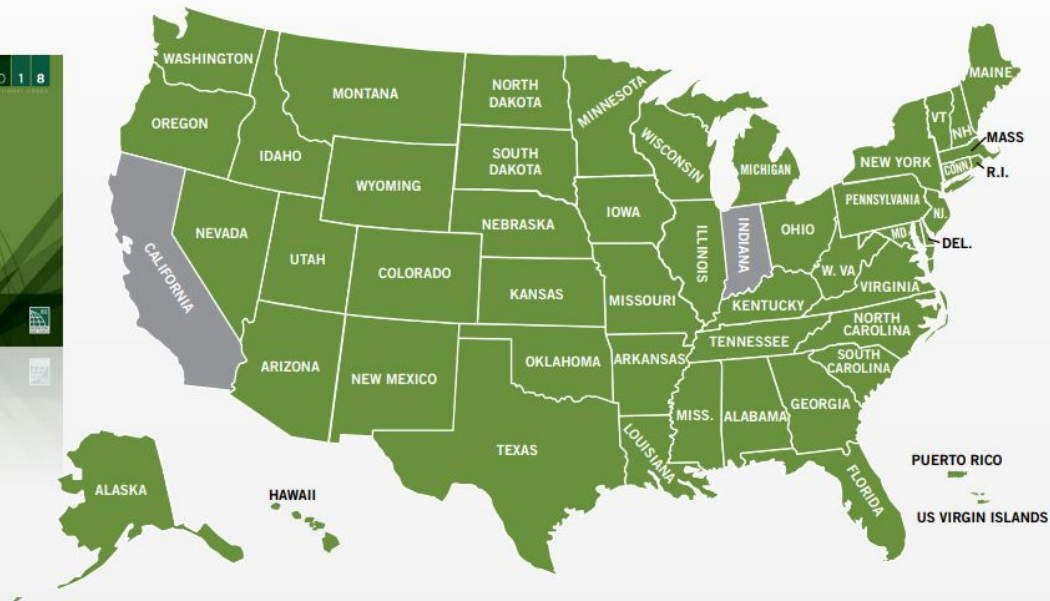 0 1 8
WASHINGTON
MONTANA
NORTH
DAKOTA
MINNESOTA
MAINE
OREGON
IDAHO
SOUTH
DAKOTA
WISCONSIN
MICHIGAN
VT
NH
MASS
NEW YORK
CONN
R.I.
WYOMING
IOWA
PENNSYLVANIA
NJ.
NEBRASKA
NEVADA
OHIO
MD
DEL.
ILLINOIS
INDIANA
UTAH
COLORADO
CALIFORNIA
W. VA
VIRGINIA
KANSAS
MISSOURI
KENTUCKY
NORTH
CAROLINA
TENNESSEE
SOUTH
CAROLINA
ARIZONA
NEW MEXICO
OKLAHOMA
ARKANSAS
MISS.
ALABAMA
GEORGIA
TEXAS
LOUISIANA
FLORIDA
PUERTO RICO
US VIRGIN ISLANDS
ALASKA
HAWAII